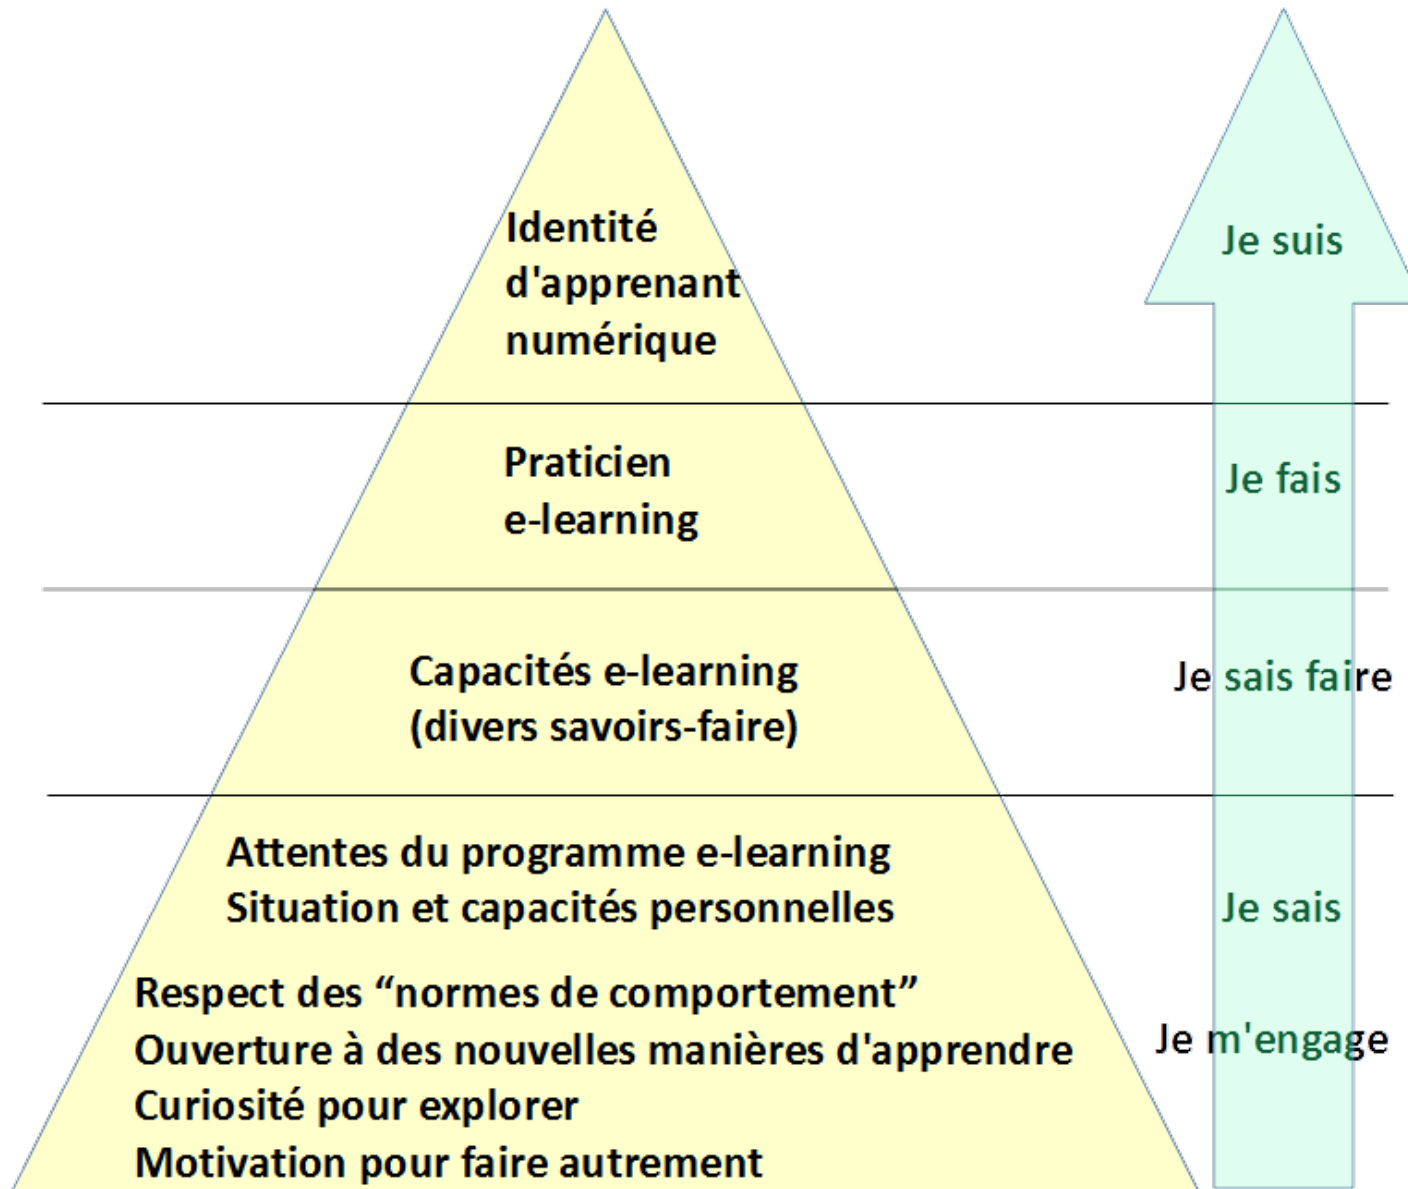 Identité
d'apprenant
numérique
Je suis
Praticien
e-learning
Je fais
Capacités e-learning
(divers savoirs-faire)
Je sais faire
Attentes du programme e-learning
Situation et capacités personnelles
Je sais
Respect des “normes de comportement”
Ouverture à des nouvelles manières d'apprendre
Curiosité pour explorer
Motivation pour faire autrement
Je m'engage